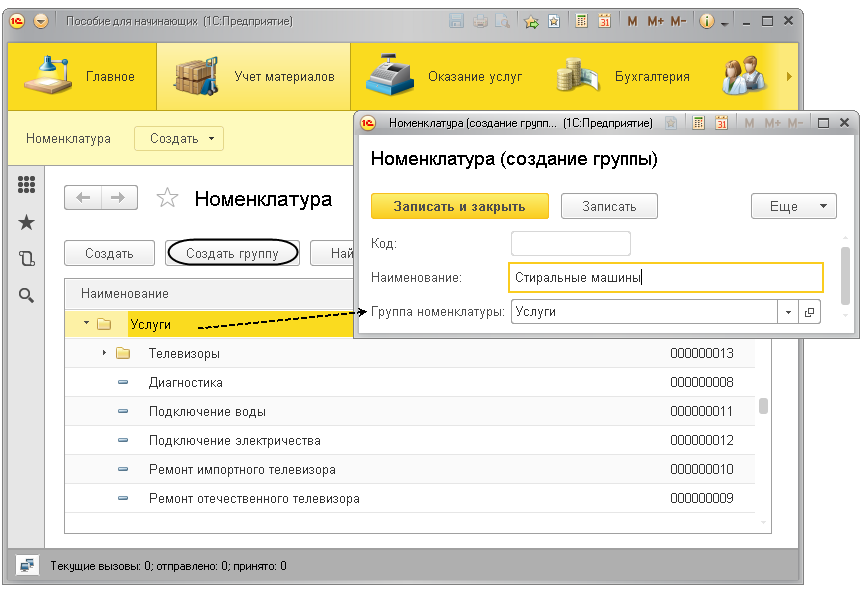 Пособие для начинающих (1С:Предприятие)
M M+ M-
Главное
Учет материалов
Оказание услуг
Бухгалтерия
Номенклатура
Создать
Номенклатура
Создать
Создать группу
Най
Наименование
Услуги
Телевизоры 000000013
Диагностика 000000008
Подключение воды 000000011
Подключение электричества 000000012
Ремонт импортного телевизора 000000010
Ремонт отечественного телевизора 000000009
Текущие вызовы: 0; отправлено: 0; принято: 0
Номенклатура (создание групп... (1С:Предприятие)
31
M M+ M-
Номенклатура (создание группы)
Записать и закрыть
Записать
Еще
Код:
Наименование: Стиральные машины
Группа номенклатуры: Услуги